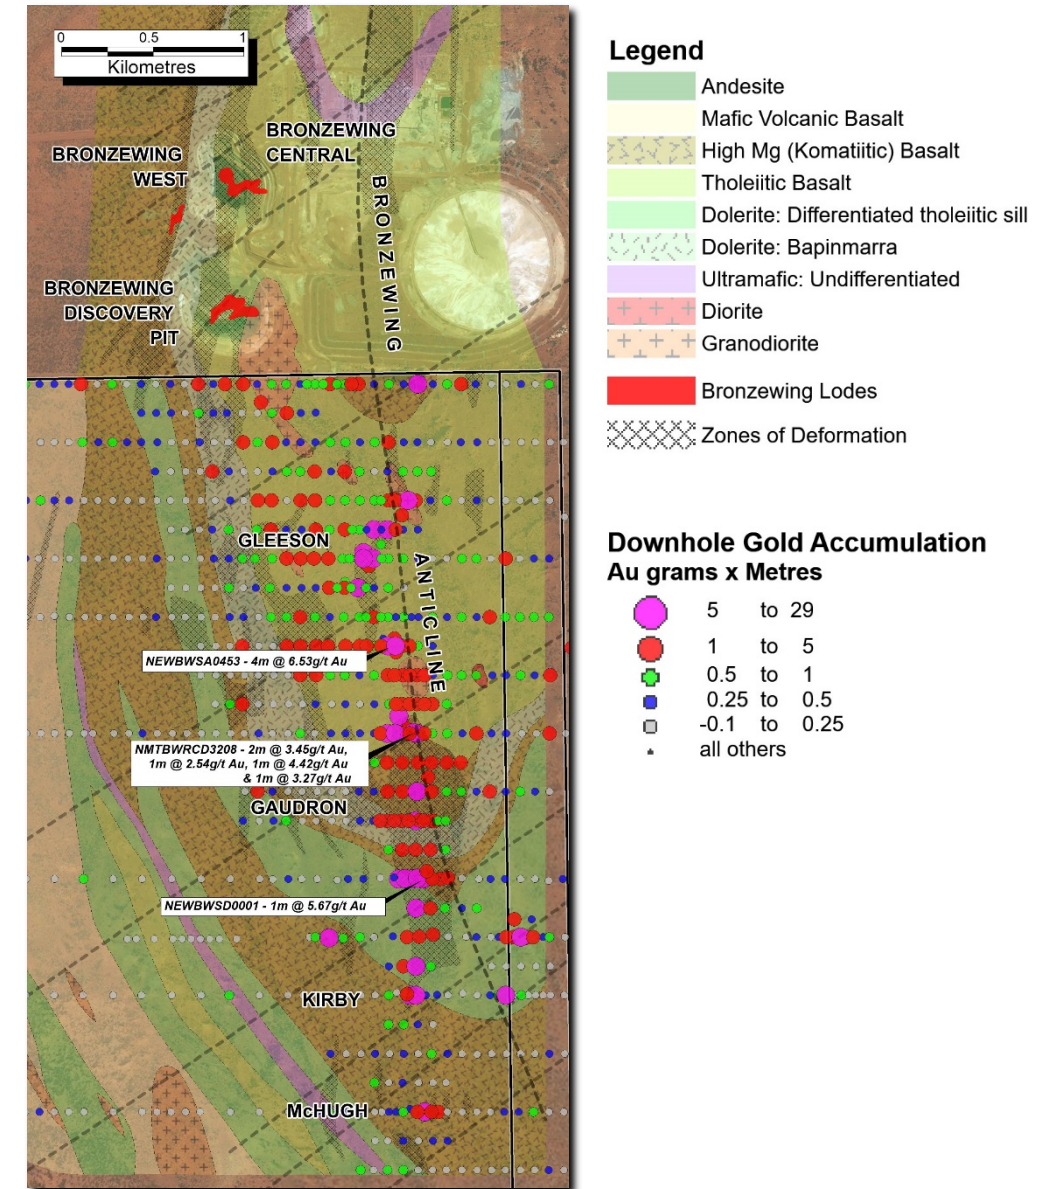 0 0.5 1
Kilometres
BRONZEWING
CENTRAL
BRONZEWING
WEST
BRONZEWING
BRONZEWING
DISCOVERY
PIT
GLEESON
ANTICLINE
NEWBWSA0453 - 4m @ 6.53g/t Au
NMTBWRCD3208 - 2m @ 3.45g/t Au,
1m @ 2.54g/t Au, 1m @ 4.42g/t Au
& 1m @ 3.27g/t Au
GAUDRON
NEWBWSD0001 - 1m @ 5.67g/t Au
KIRBY
McHUGH
Legend
Andesite
Mafic Volcanic Basalt
High Mg (Komatiitic) Basalt
Tholeiitic Basalt
Dolerite: Differentiated tholeiitic sill
Dolerite: Bapinmarra
Ultramafic: Undifferentiated
Diorite
Granodiorite
Bronzewing Lodes
Zones of Deformation
Downhole Gold Accumulation
Au grams x Metres
5 to 29
1 to 5
0.5 to 1
0.25 to 0.5
-0.1 to 0.25
all others